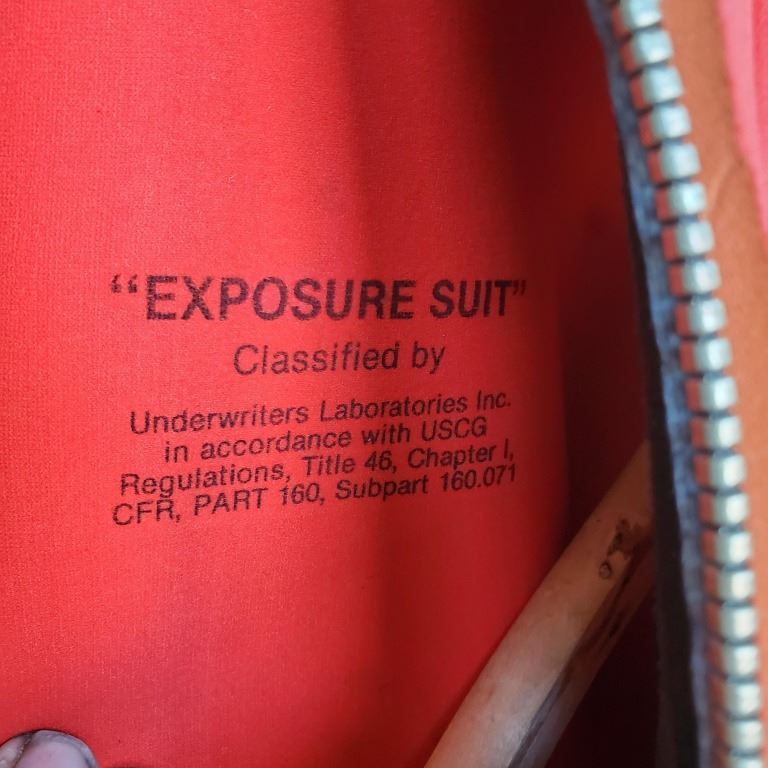 “EXPOSURE SUIT”
Classified by
Underwriters Laboratories Inc.
in accordance with USCG
Regulations, Title 46, Chapter I,
CFR, PART 160, Subpart 160.071